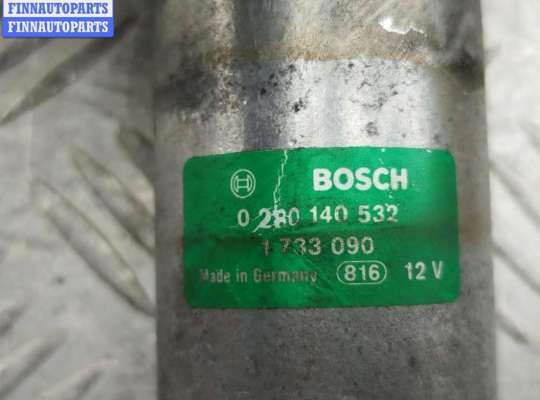 FINNAUTOPARTS
FINNAUTOPARTS
BOSCH
0 280 140 532
1 733 090
Made in Germany 816 12 V